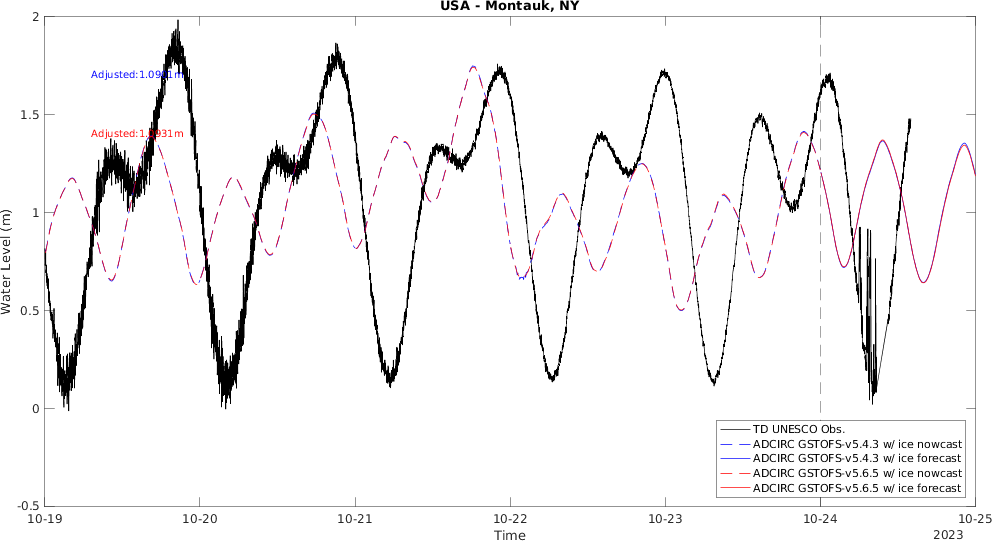 USA - Montauk, NY
2
1.5
1
0.5
0
-0.5
Water Level (m)
10-19
10-20
10-21
10-22
10-23
10-24
10-25
Time
2023
TD UNESCO Obs.
ADCIRC GSTOFS-v5.4.3 w/ ice nowcast
ADCIRC GSTOFS-v5.4.3 w/ ice forecast
ADCIRC GSTOFS-v5.6.5 w/ ice nowcast
ADCIRC GSTOFS-v5.6.5 w/ ice forecast